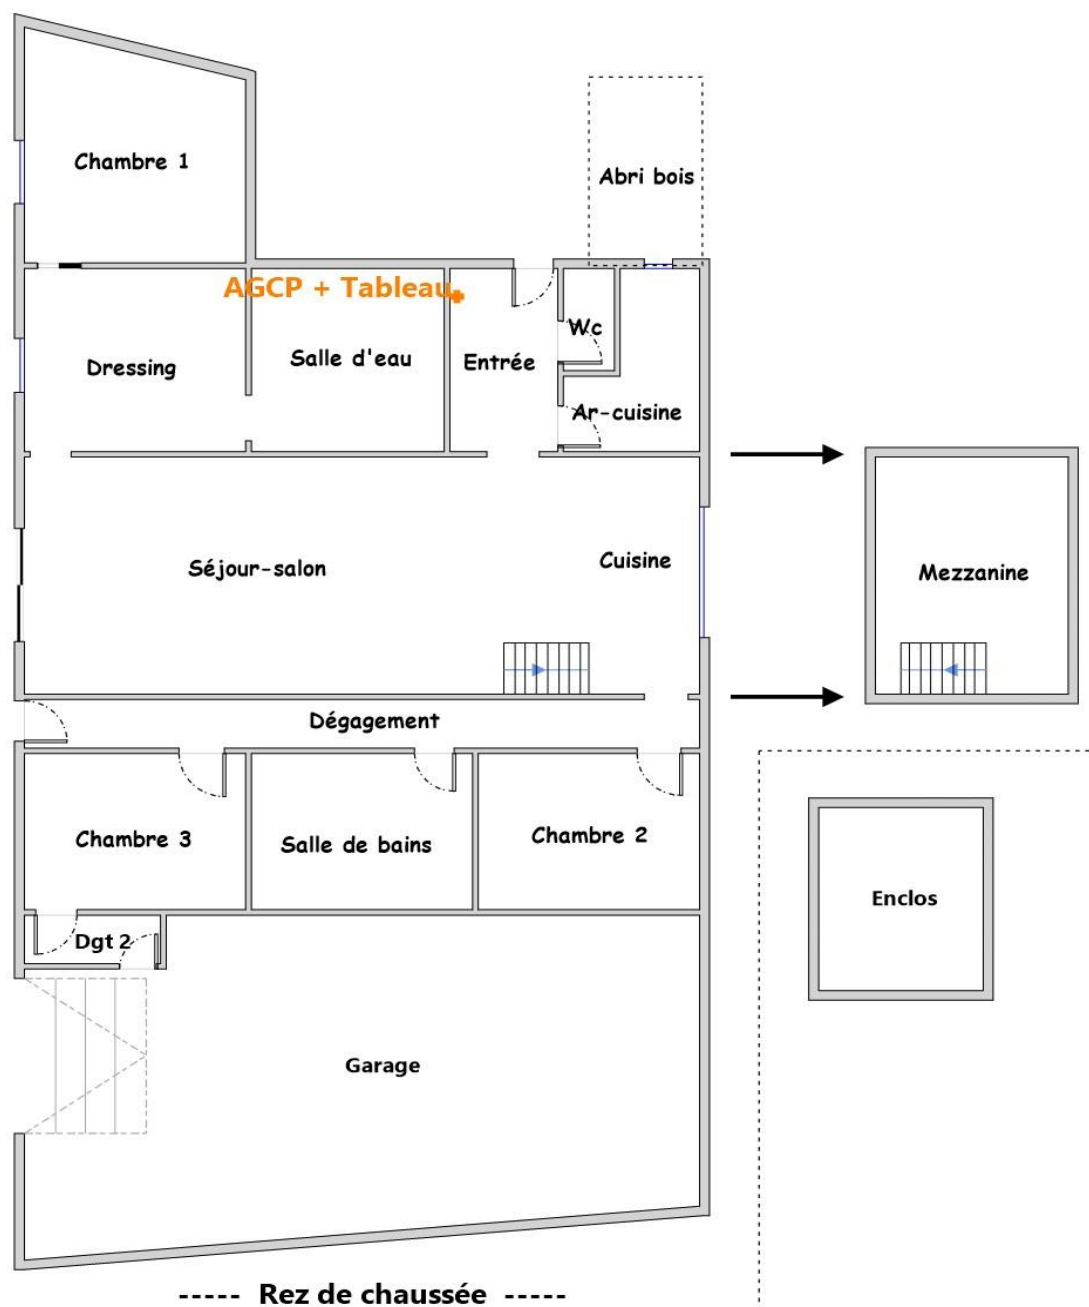 Chambre 1
Abri bois
AGCP + Tableau
Wc
Dressing
Salle d'eau
Entrée
Ar-cuisine
Séjour-salon
Cuisine
Mezzanine
Dégagement
Chambre 3
Salle de bains
Chambre 2
Enclos
Dgt 2
Garage
----- Rez de chaussée -----